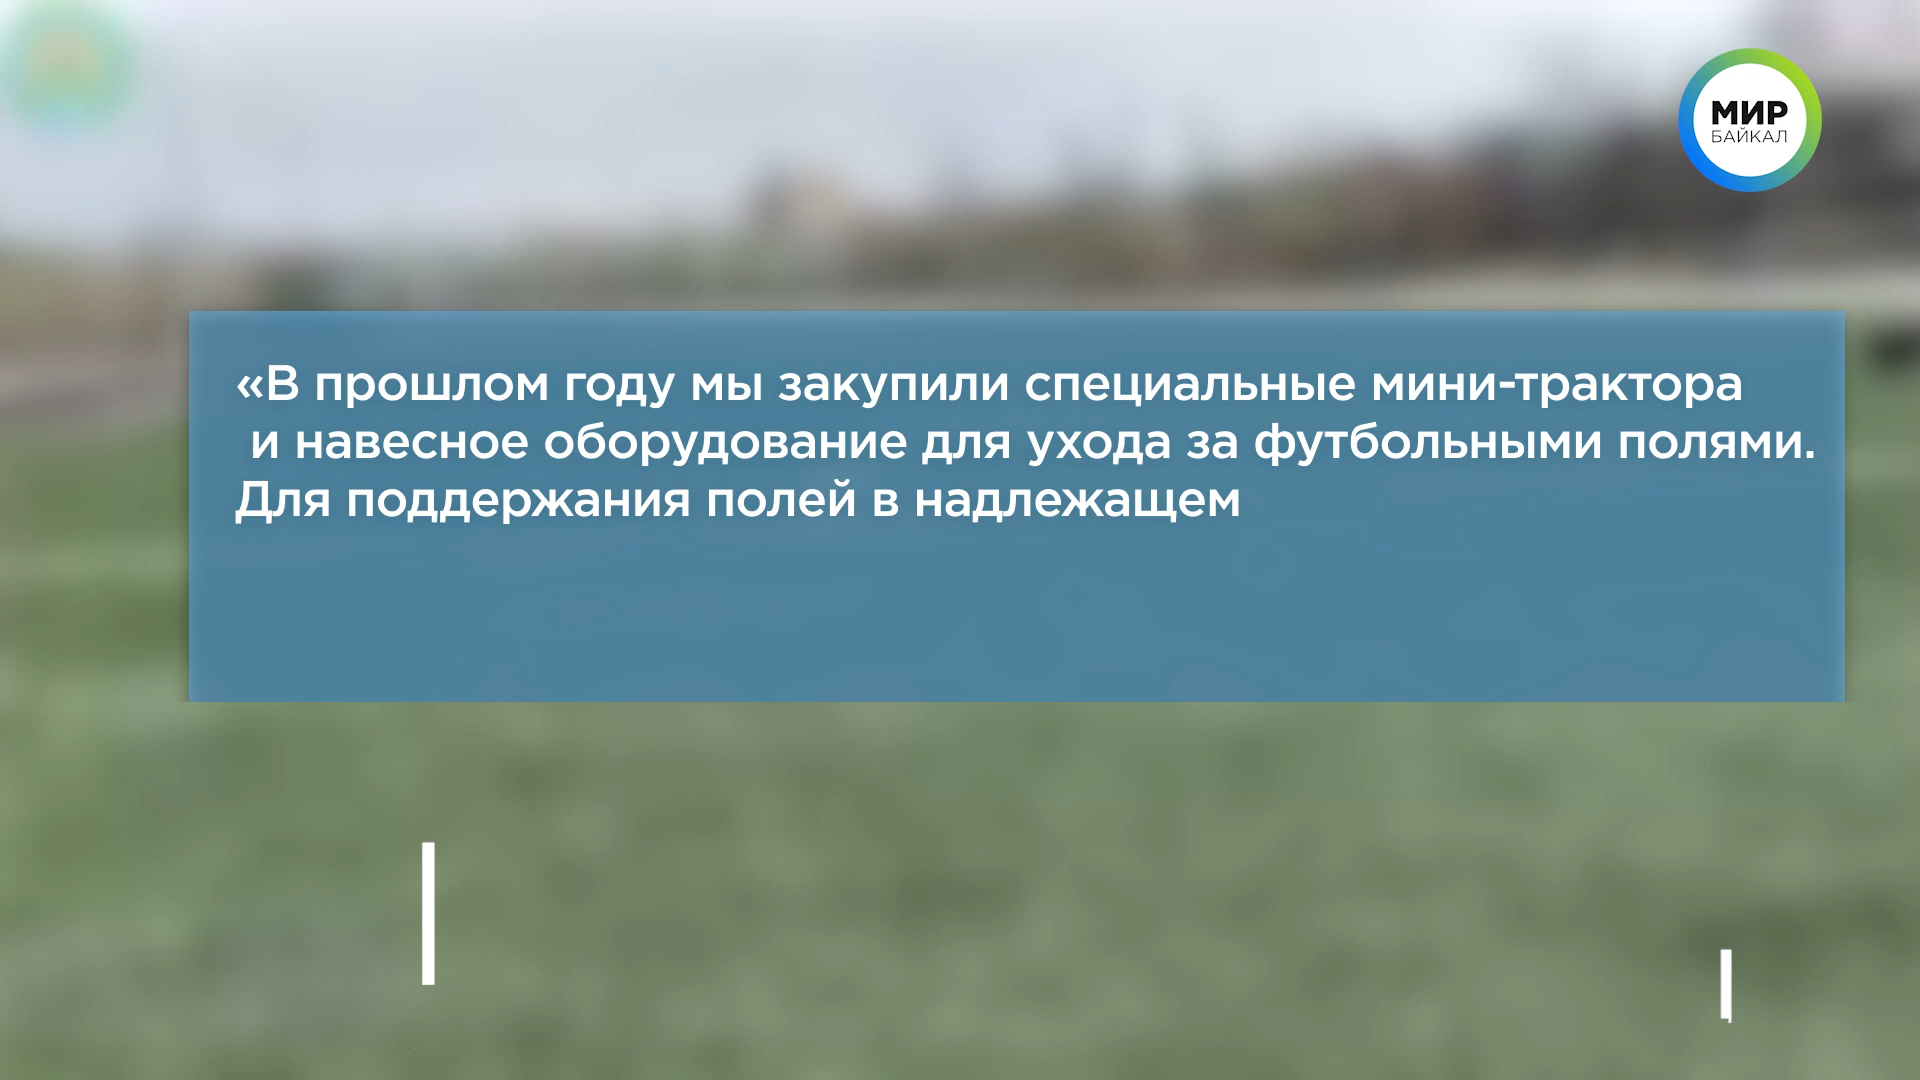 МИР
БАЙКАЛ
«В прошлом году мы закупили специальные мини-трактора
и навесное оборудование для ухода за футбольными полями.
Для поддержания полей в надлежащем